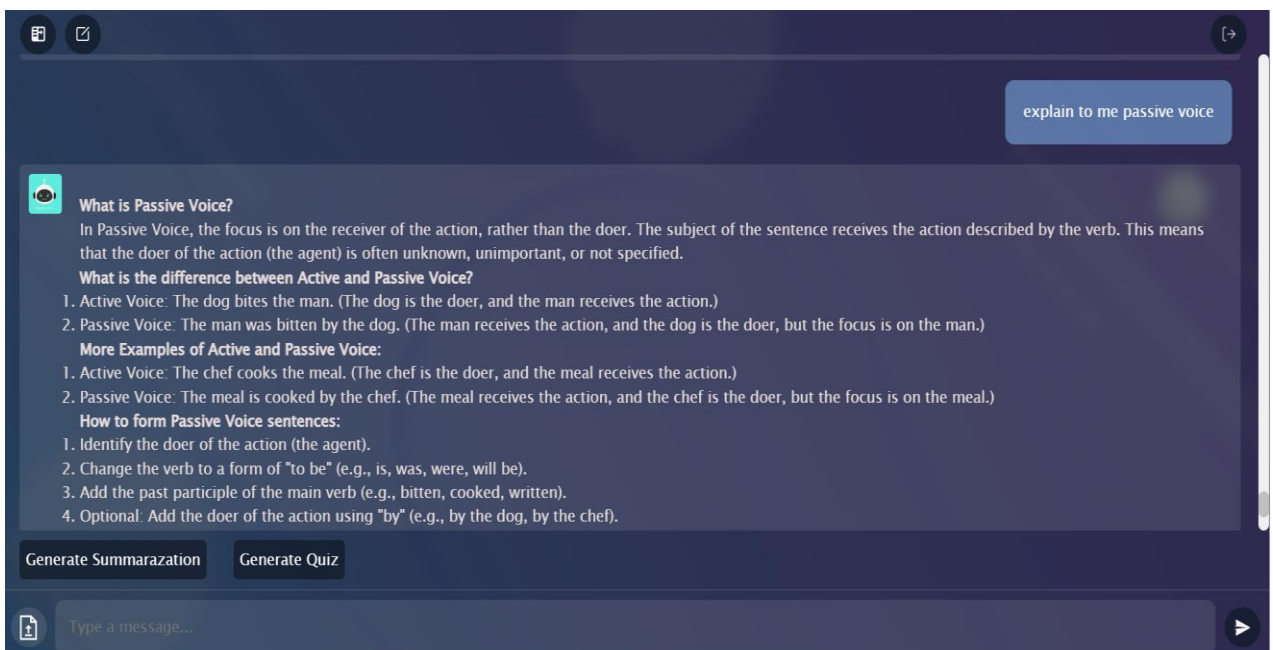 explain to me passive voice
What is Passive Voice?
In Passive Voice, the focus is on the receiver of the action, rather than the doer. The subject of the sentence receives the action described by the verb. This means
that the doer of the action (the agent) is often unknown, unimportant, or not specified.
What is the difference between Active and Passive Voice?
1. Active Voice: The dog bites the man. (The dog is the doer, and the man receives the action.)
2. Passive Voice: The man was bitten by the dog. (The man receives the action, and the dog is the doer, but the focus is on the man.)
More Examples of Active and Passive Voice:
1. Active Voice: The chef cooks the meal. (The chef is the doer, and the meal receives the action.)
2. Passive Voice: The meal is cooked by the chef. (The meal receives the action, and the chef is the doer, but the focus is on the meal.)
How to form Passive Voice sentences:
1. Identify the doer of the action (the agent).
2. Change the verb to a form of "to be" (e.g., is, was, were, will be).
3. Add the past participle of the main verb (e.g., bitten, cooked, written).
4. Optional: Add the doer of the action using "by" (e.g., by the dog, by the chef).
Generate Summarazation Generate Quiz
Type a message...